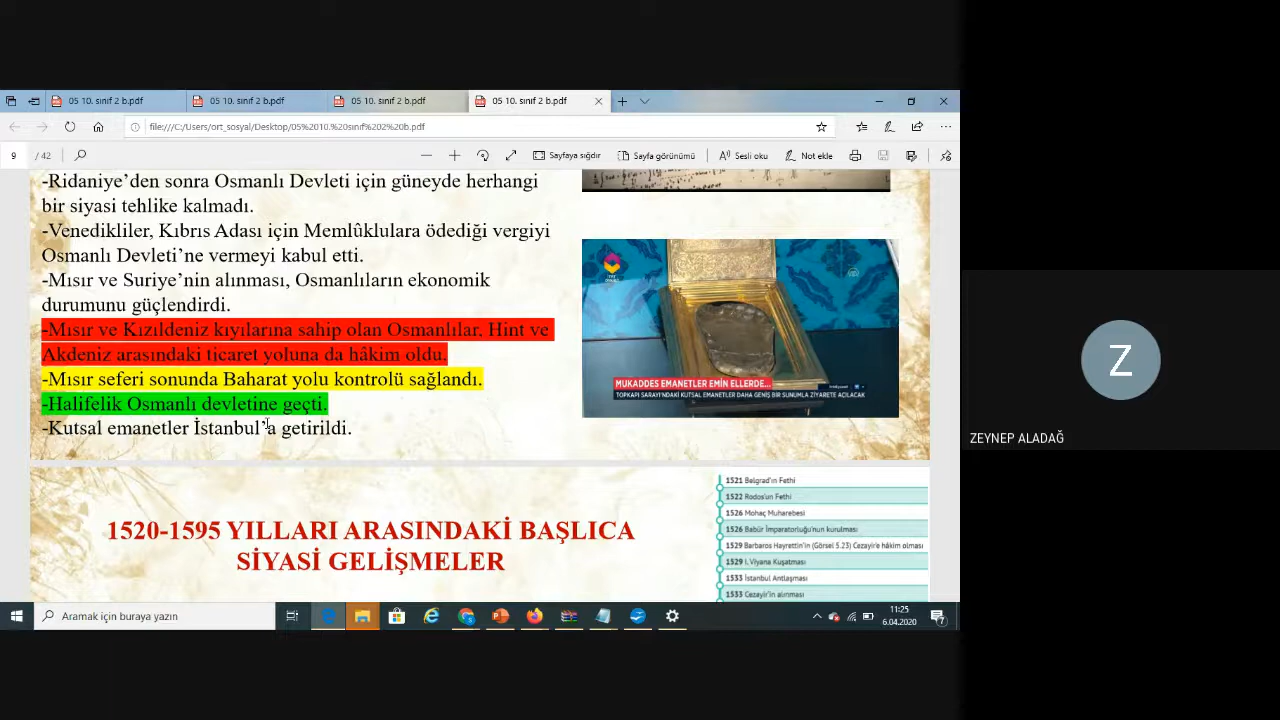 05 10. sınıf 2 b.pdf
05 10. sınıf 2 b.pdf
05 10. sınıf 2 b.pdf
05 10. sınıf 2 b.pdf
file:///C:/Users/ort_sosyal/Desktop/05%2010.%20sınıf%202%20b.pdf
9 / 42
Sayfaya sığdır
Sayfa görünümü
Sesli oku
Not ekle
-Ridaniye’den sonra Osmanlı Devleti için güneyde herhangi
bir siyasi tehlike kalmadı.
-Venedikliler, Kıbrıs Adası için Memlûklulara ödediği vergiyi
Osmanlı Devleti’ne vermeyi kabul etti.
-Mısır ve Suriye’nin alınması, Osmanlıların ekonomik
durumunu güçlendirdi.
-Mısır ve Kızıldeniz kıyılarına sahip olan Osmanlılar, Hint ve
Akdeniz arasındaki ticaret yoluna da hâkim oldu.
-Mısır seferi sonunda Baharat yolu kontrolü sağlandı.
-Halifelik Osmanlı devletine geçti.
-Kutsal emanetler İstanbul’a getirildi.
MUKADDES EMANETLER EMİN ELLERDE...
TOPKAPI SARAYI'NDAKİ KUTSAL EMANETLER DAHA GENİŞ BİR SUNUMLA ZİYARETE AÇILACAK
1520-1595 YILLARI ARASINDAKİ BAŞLICA
SİYASİ GELİŞMELER
1521 Belgrad'ın Fethi
1522 Rodos'un Fethi
1526 Mohaç Muharebesi
1526 Babür İmparatorluğu'nun kurulması
1529 Barbaros Hayrettin'in (Görsel 5.23) Cezayir'e hâkim olması
1529 I. Viyana Kuşatması
1533 İstanbul Antlaşması
1533 Cezayir'in alınması
Z
ZEYNEP ALADAĞ
Aramak için buraya yazın
11:25
6.04.2020
7